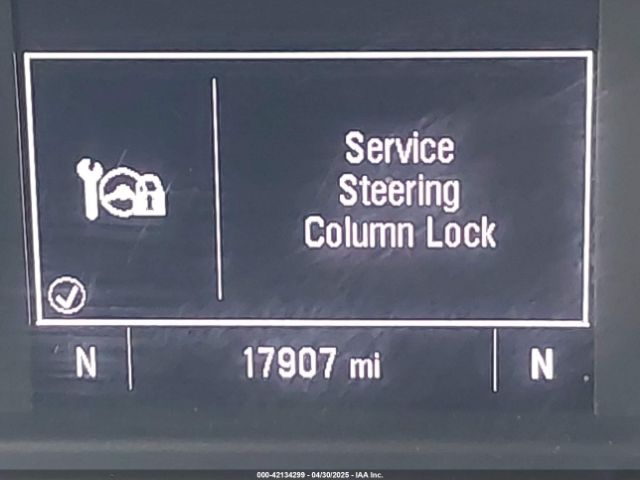 Service
Steering
Column Lock
N 17907 mi N
000-42134299 - 04/30/2025 - IAA Inc.